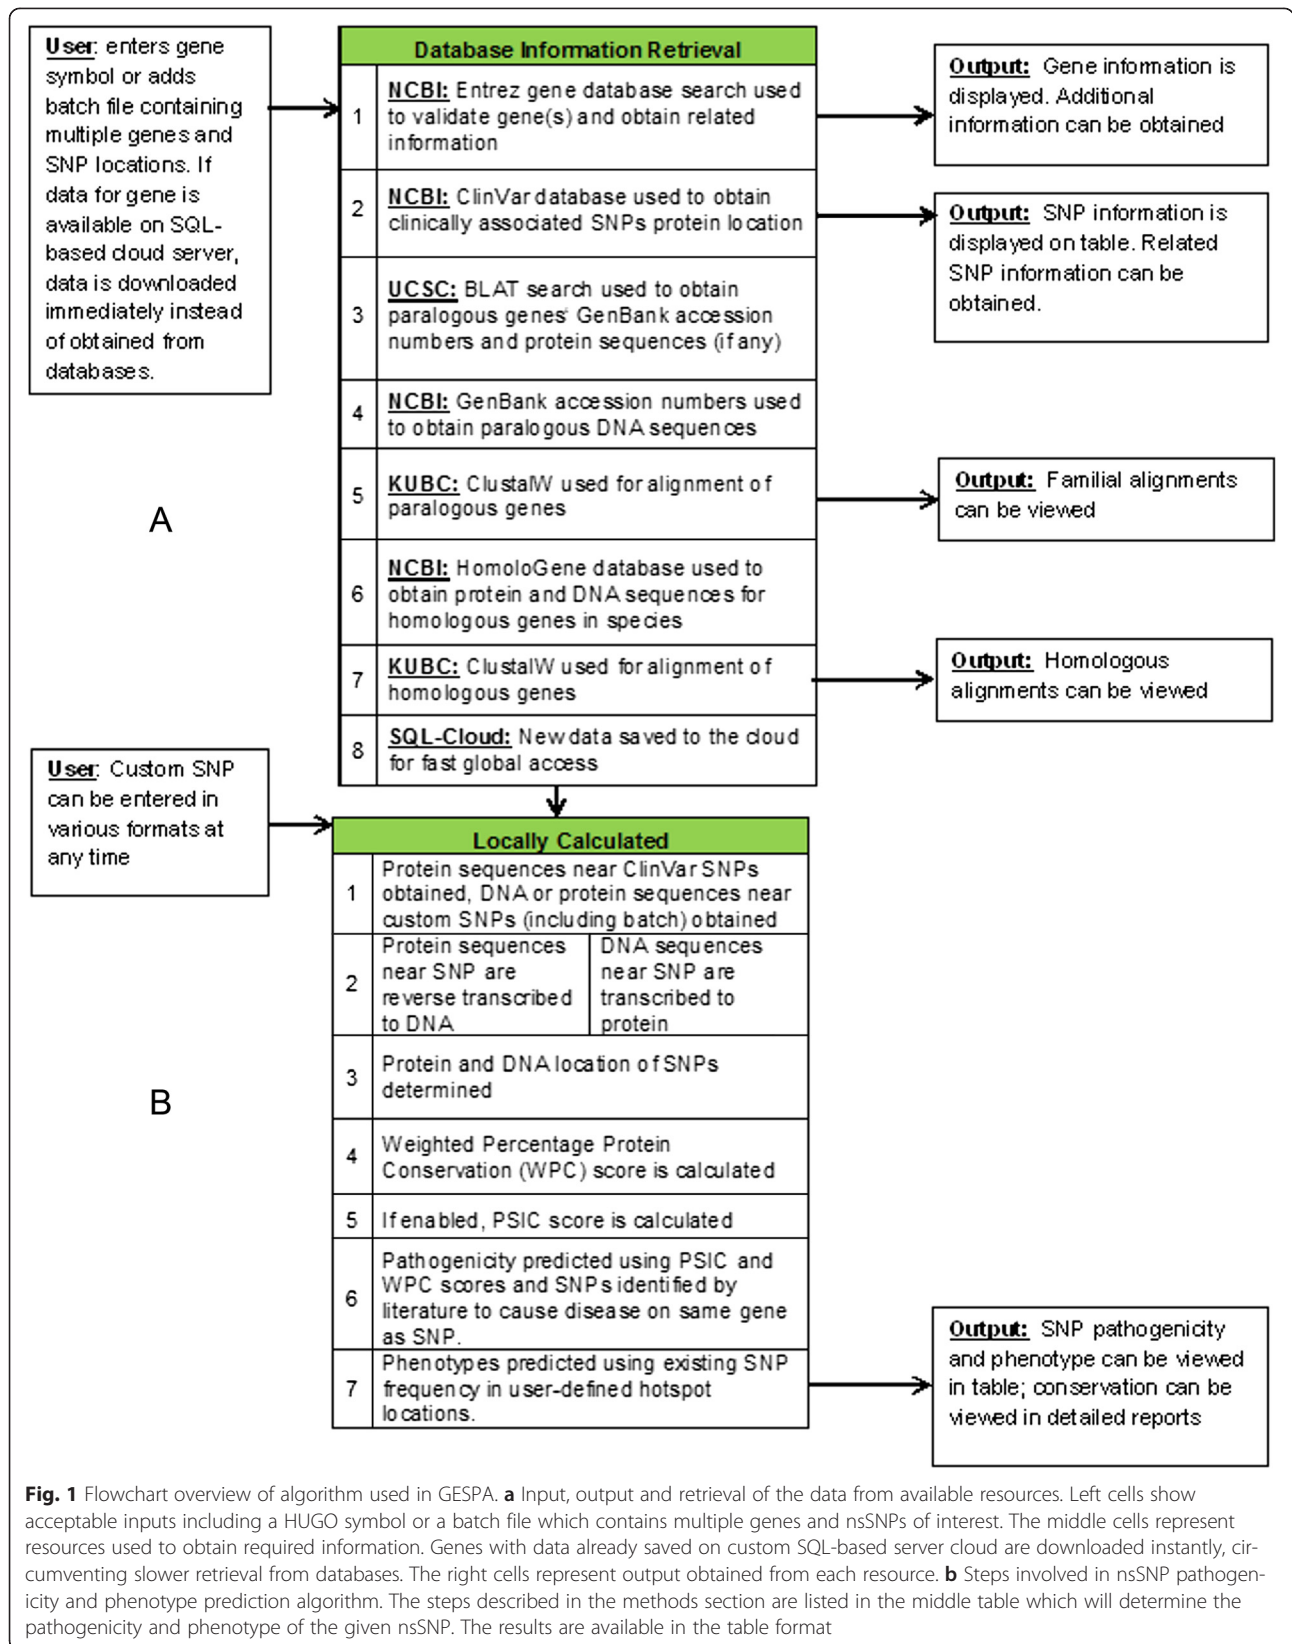 User: enters gene
symbol or adds
batch file containing
multiple genes and
SNP locations. If
data for gene is
available on SQL-
based cloud server,
data is downloaded
immediately instead
of obtained from
databases.
Database Information Retrieval
1
NCBI: Entrez gene database search used
to validate gene(s) and obtain related
information
Output: Gene information is
displayed. Additional
information can be obtained
2
NCBI: ClinVar database used to obtain
clinically associated SNPs protein location
Output: SNP information is
displayed on table. Related
SNP information can be
obtained.
3
UCSC: BLAT search used to obtain
paralogous genes' GenBank accession
numbers and protein sequences (if any)
4
NCBI: GenBank accession numbers used
to obtain paralogous DNA sequences
A
5
KUBC: ClustalW used for alignment of
paralogous genes
Output: Familial alignments
can be viewed
6
NCBI: HomoloGene database used to
obtain protein and DNA sequences for
homologous genes in species
7
KUBC: ClustalW used for alignment of
homologous genes
Output: Homologous
alignments can be viewed
8
SQL-Cloud: New data saved to the cloud
for fast global access
User: Custom SNP
can be entered in
various formats at
any time
Locally Calculated
1
Protein sequences near ClinVar SNPs
obtained, DNA or protein sequences near
custom SNPs (including batch) obtained
2
Protein sequences
near SNP are
reverse transcribed
to DNA
DNA sequences
near SNP are
transcribed to
protein
B
3
Protein and DNA location of SNPs
determined
4
Weighted Percentage Protein
Conservation (WPC) score is calculated
5
If enabled, PSIC score is calculated
6
Pathogenicity predicted using PSIC and
WPC scores and SNPs identified by
literature to cause disease on same gene
as SNP.
7
Phenotypes predicted using existing SNP
frequency in user-defined hotspot
locations.
Output: SNP pathogenicity
and phenotype can be viewed
in table; conservation can be
viewed in detailed reports
Fig. 1 Flowchart overview of algorithm used in GESPA. a Input, output and retrieval of the data from available resources. Left cells show
acceptable inputs including a HUGO symbol or a batch file which contains multiple genes and nsSNPs of interest. The middle cells represent
resources used to obtain required information. Genes with data already saved on custom SQL-based server cloud are downloaded instantly, cir-
cumventing slower retrieval from databases. The right cells represent output obtained from each resource. b Steps involved in nsSNP pathogen-
icity and phenotype prediction algorithm. The steps described in the methods section are listed in the middle table which will determine the
pathogenicity and phenotype of the given nsSNP. The results are available in the table format